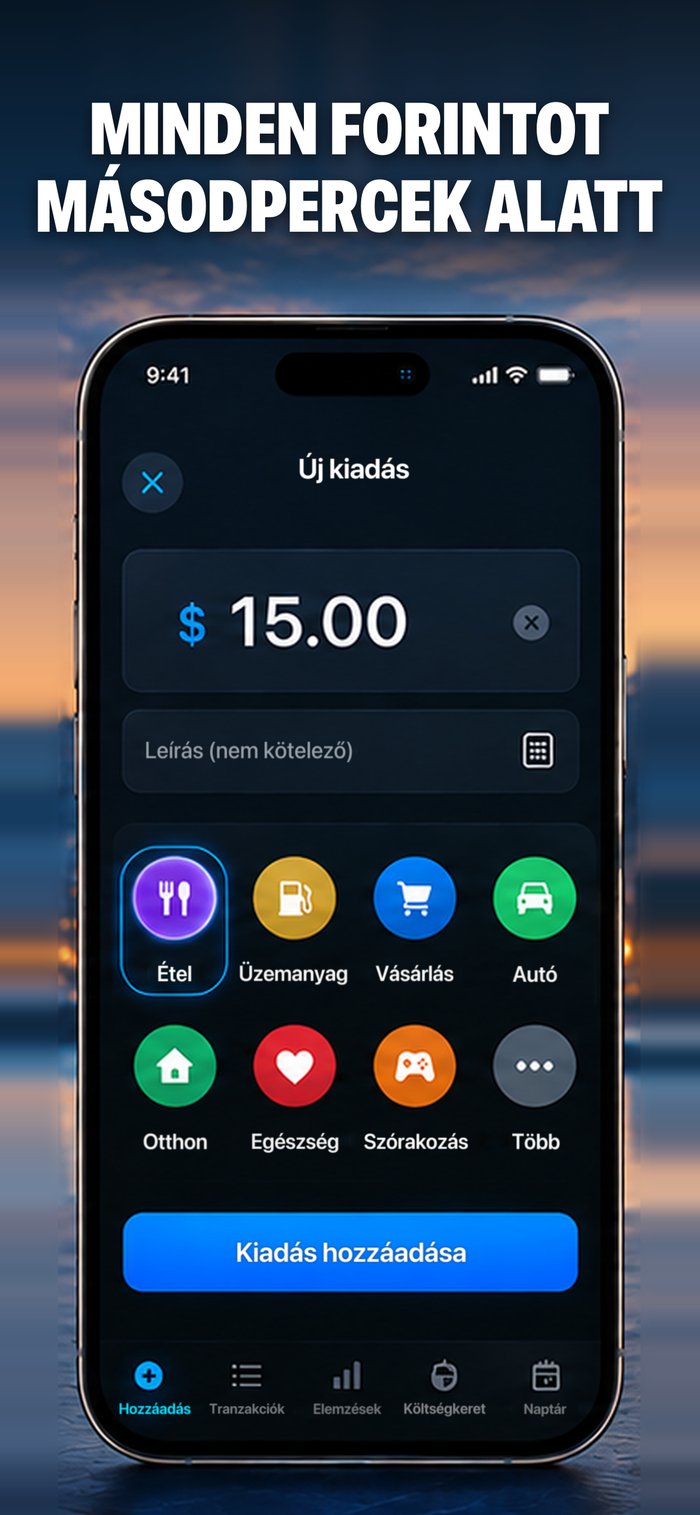 MINDEN FORINTOT
MÁSODPERCEK ALATT
9:41
Új kiadás
$ 15.00
Leírás (nem kötelező)
Étel Üzemanyag Vásárlás Autó
Otthon Egészség Szórakozás Több
Kiadás hozzáadása
Hozzáadás Tranzakciók Elemzések Költségkeret Naptár